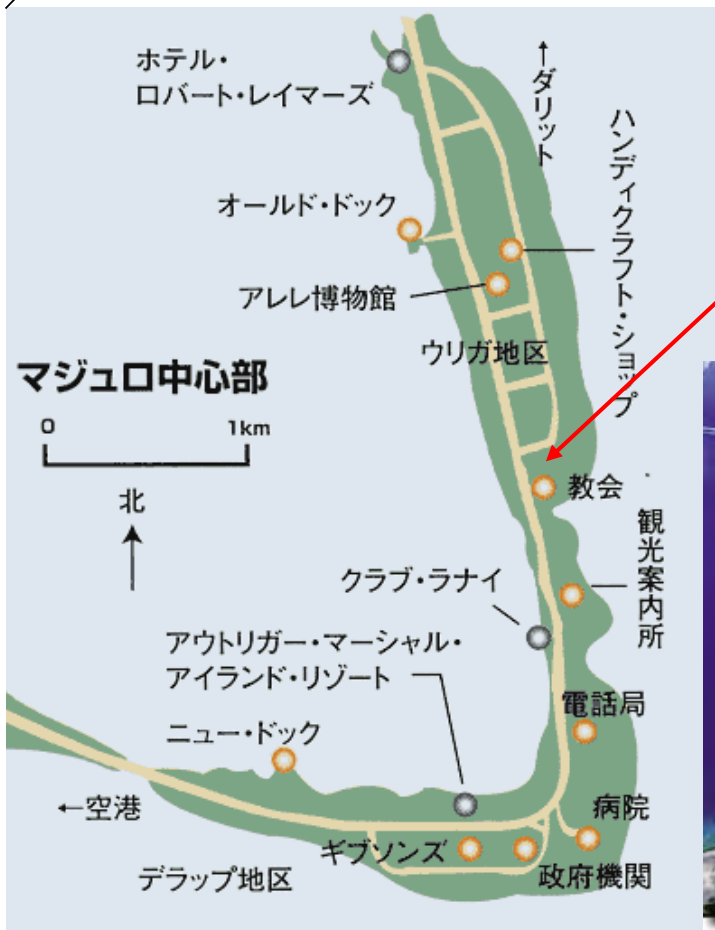 ホテル・
ロバート・レイマーズ
↑ダリット
ハンディクラフト・ショップ
オールド・ドック
アレレ博物館
ウリガ地区
マジュロ中心部
0 1km
北
教会
観光案内所
クラブ・ラナイ
アウトリガー・マーシャル・
アイランド・リゾート
電話局
ニュー・ドック
←空港
病院
ギブソンズ
政府機関
デラップ地区